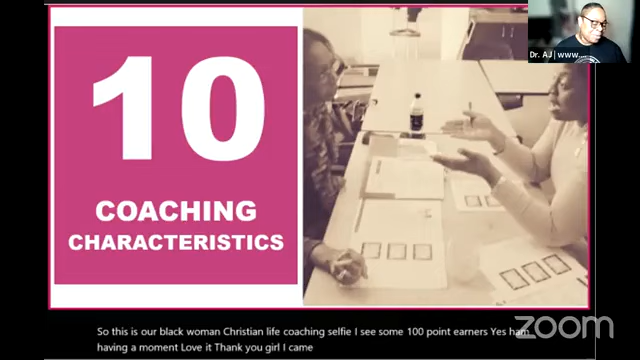 10
COACHING
CHARACTERISTICS
Dr. AJ | www...
So this is our black woman Christian life coaching selfie I see some 100 point earners Yes ham
having a moment Love it Thank you girl I came
zoom